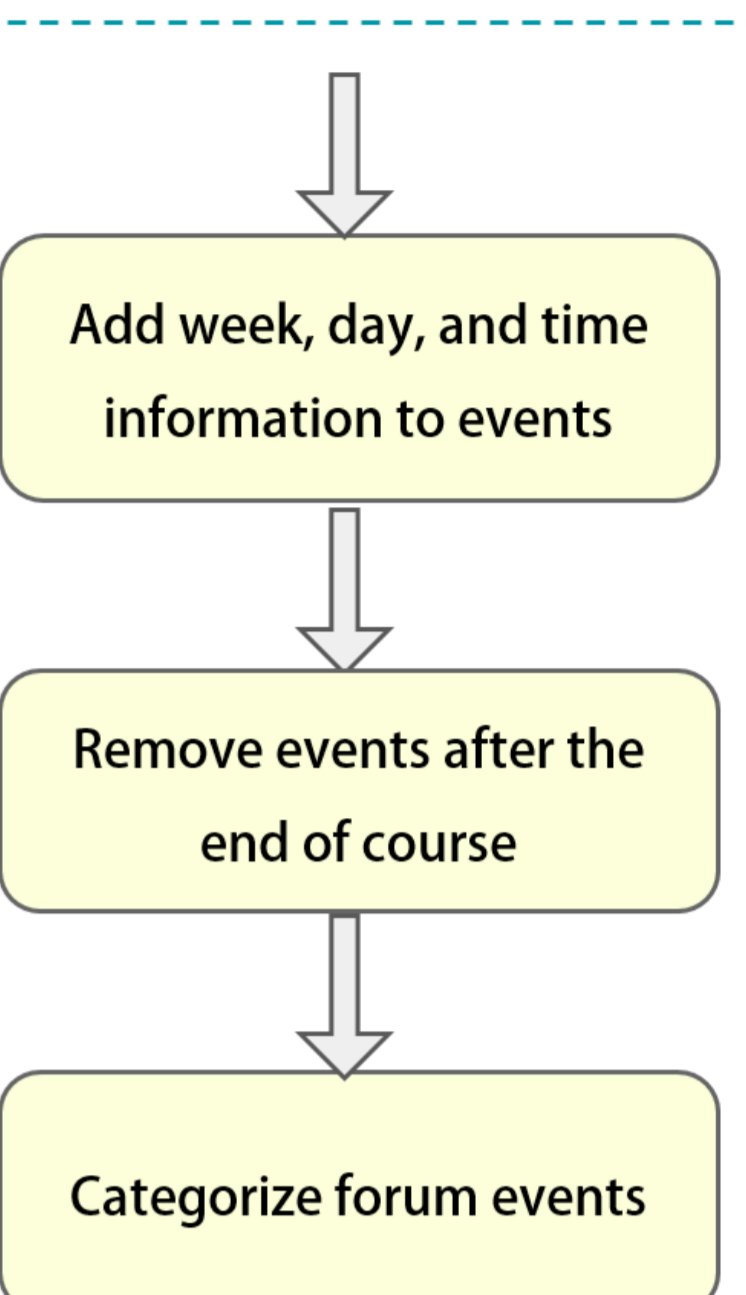 Add week, day, and time
information to events
Remove events after the
end of course
Categorize forum events